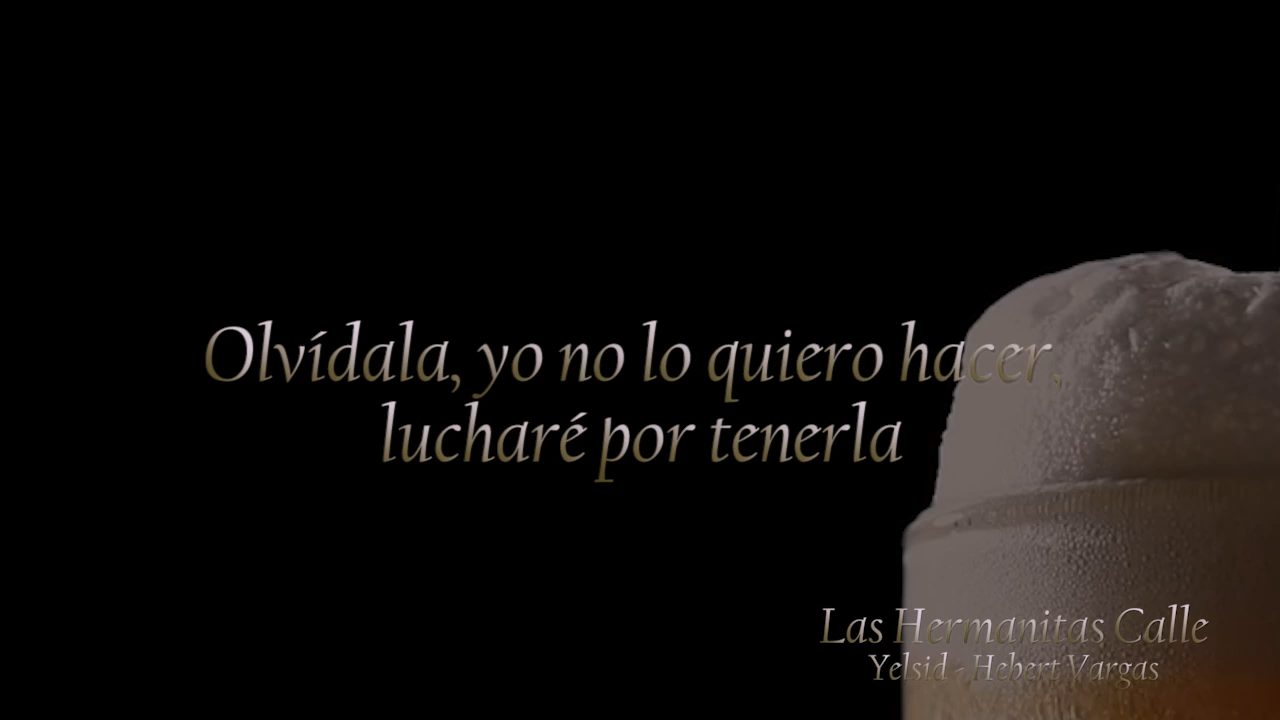 Olvídala, yo no lo quiero hacer,
lucharé por tenerla
Las Hermanitas Calle
Yelsid - Hebert Vargas